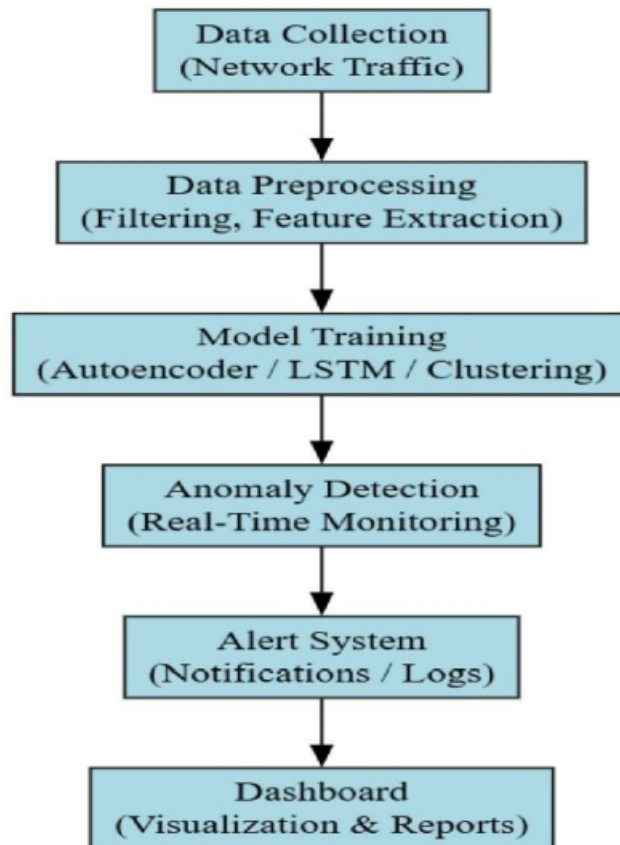 Data Collection
(Network Traffic)
Data Preprocessing
(Filtering, Feature Extraction)
Model Training
(Autoencoder / LSTM / Clustering)
Anomaly Detection
(Real-Time Monitoring)
Alert System
(Notifications / Logs)
Dashboard
(Visualization & Reports)